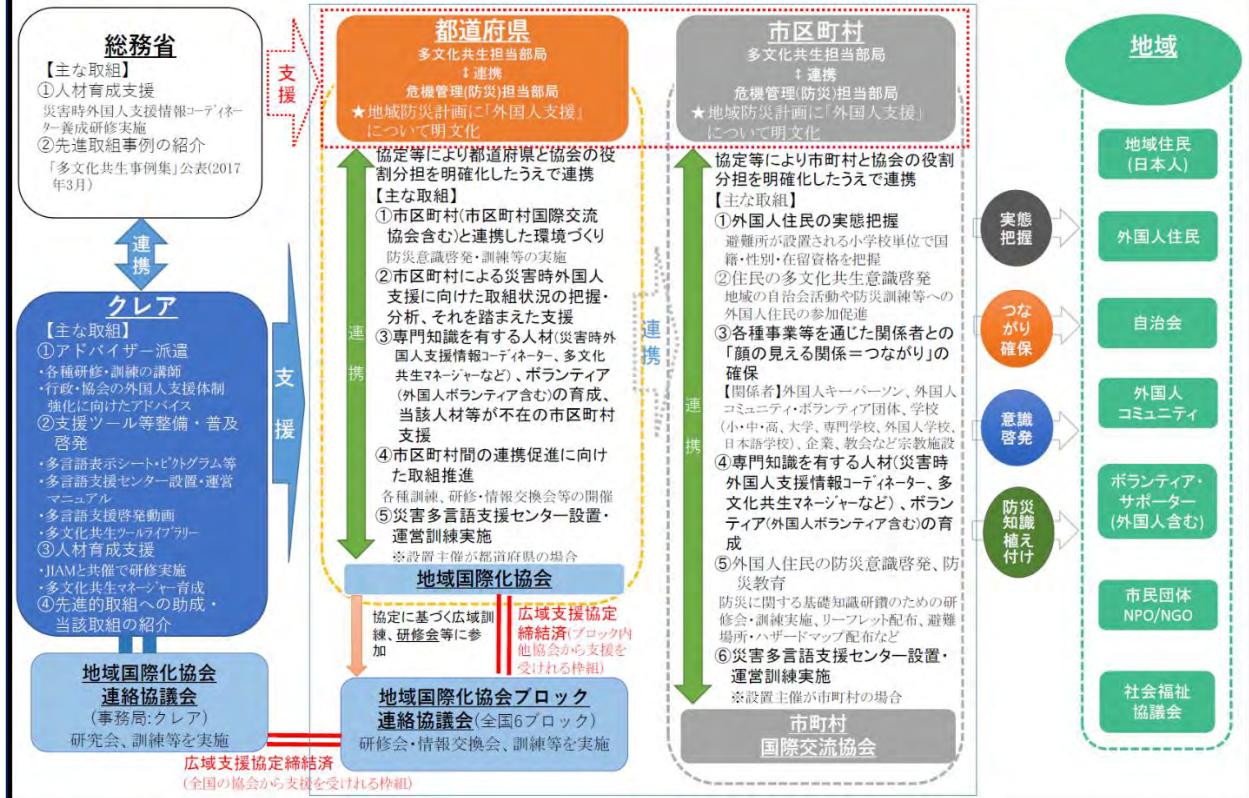 総務省
【主な取組】
①人材育成支援
災害時外国人支援情報コーディネー
ター養成研修実施
②先進取組事例の紹介
「多文化共生事例集」公表(2017
年3月)
連携
クレア
【主な取組】
①アドバイザー派遣
・各種研修・訓練の講師
・行政・協会の外国人支援体制
強化に向けたアドバイス
②支援ツール等整備・普及
啓発
・多言語表示シート・ピクトグラム等
・多言語支援センター設置・運営
マニュアル
・多言語支援啓発動画
・多文化共生ツールライブラリー
③人材育成支援
・JIAMと共催で研修実施
・多文化共生マネージャー育成
④先進的取組への助成・
当該取組の紹介
地域国際化協会
連絡協議会
(事務局:クレア)
研究会、訓練等を実施
支援
支援
都道府県
多文化共生担当部局
↕連携
危機管理(防災)担当部局
★地域防災計画に「外国人支援」
について明文化
連携
協定等により都道府県と協会の役
割分担を明確化したうえで連携
【主な取組】
①市区町村(市区町村国際交流
協会含む)と連携した環境づくり
防災意識啓発・訓練等の実施
②市区町村による災害時外国人
支援に向けた取組状況の把握・
分析、それを踏まえた支援
③専門知識を有する人材(災害時外
国人支援情報コーディネーター、多文化
共生マネージャーなど)、ボランティア
(外国人ボランティア含む)の育成、
当該人材等が不在の市区町村
支援
④市区町村間の連携促進に向け
た取組推進
各種訓練、研修・情報交換会等の開催
⑤災害多言語支援センター設置・
運営訓練実施
※設置主催が都道府県の場合
地域国際化協会
協定に基づく広域訓
練、研修会等に参
加
広域支援協定
締結済(ブロック内
他協会から支援を
受けれる枠組)
地域国際化協会ブロック
連絡協議会(全国6ブロック)
研修会・情報交換会、訓練等を実施
広域支援協定締結済
(全国の協会から支援を受けれる枠組)
連携
市区町村
多文化共生担当部局
↕連携
危機管理(防災)担当部局
★地域防災計画に「外国人支援」
について明文化
連携
協定等により市町村と協会の役割
分担を明確化したうえで連携
【主な取組】
①外国人住民の実態把握
避難所が設置される小学校単位で国
籍・性別・在留資格を把握
②住民の多文化共生意識啓発
地域の自治会活動や防災訓練等への
外国人住民の参加促進
③各種事業等を通じた関係者との
「顔の見える関係=つながり」の
確保
【関係者】外国人キーパーソン、外国人
コミュニティ・ボランティア団体、学校
(小・中・高、大学、専門学校、外国人学校、
日本語学校)、企業、教会など宗教施設
④専門知識を有する人材(災害時
外国人支援情報コーディネーター、多
文化共生マネージャーなど)、ボラン
ティア(外国人ボランティア含む)の育
成
⑤外国人住民の防災意識啓発、防
災教育
防災に関する基礎知識研鑽のための研
修会・訓練実施、リーフレット配布、避難
場所・ハザードマップ配布など
⑥災害多言語支援センター設置・
運営訓練実施
※設置主催が市町村の場合
市町村
国際交流協会
実態
把握
つな
がり
確保
意識
啓発
防災
知識
植え
付け
地域
地域住民
(日本人)
外国人住民
自治会
外国人
コミュニティ
ボランティア・
サポーター
(外国人含む)
市民団体
NPO/NGO
社会福祉
協議会